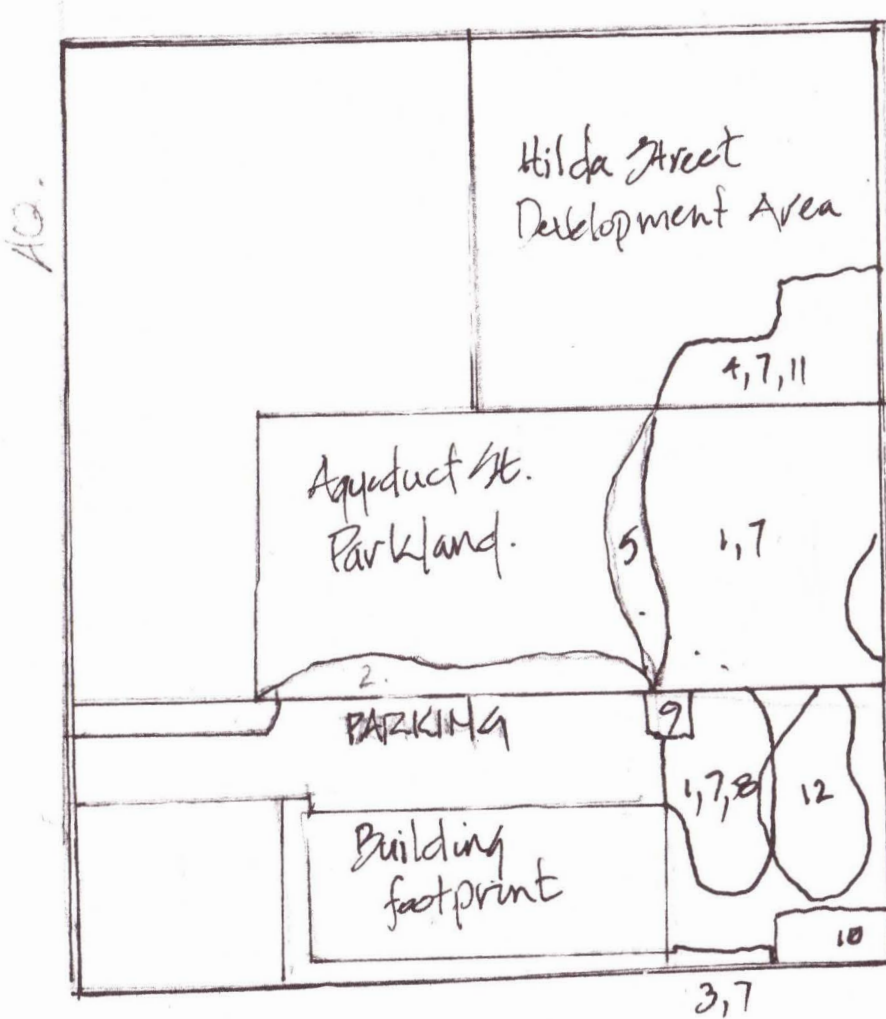 Hilda Street
Development Area
AQ.
4, 7, 11
Aqueduct St.
Parkland.
5
1, 7
2.
PARKING
9
1, 7, 8
12
Building
footprint
10
3, 7